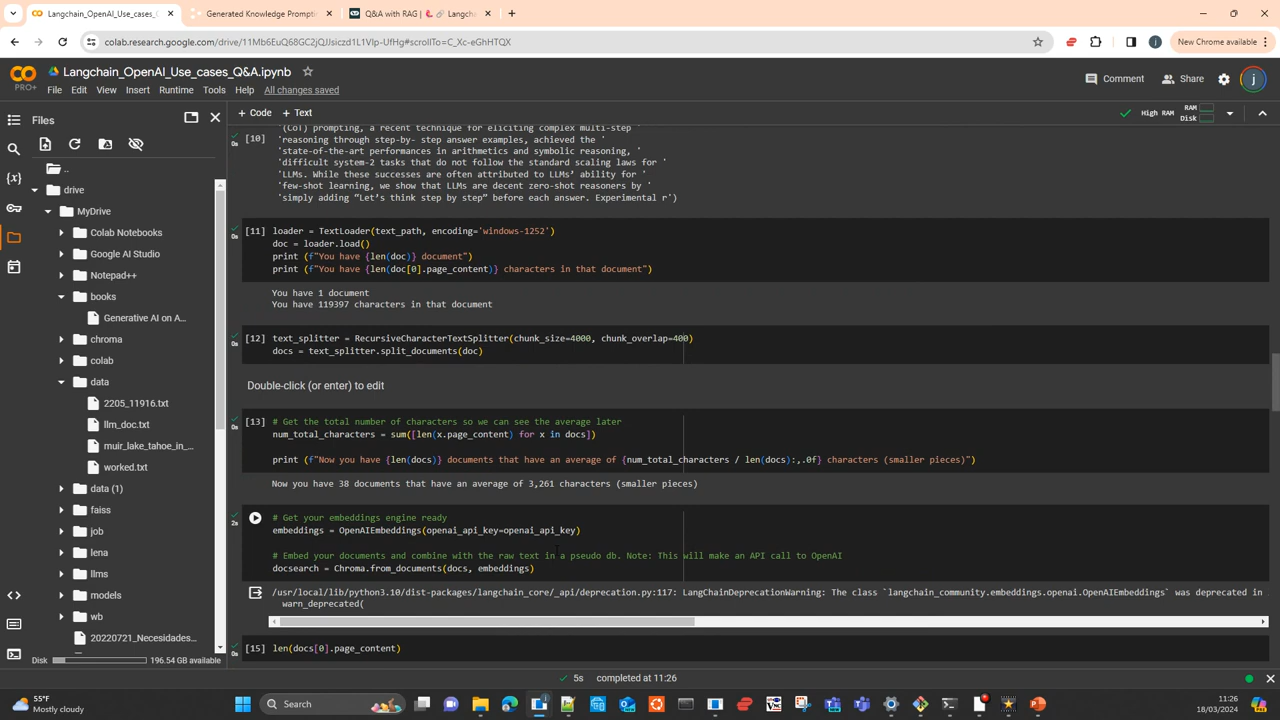 Langchain_OpenAI_Use_cases_
Generated Knowledge Prompti
Q&A with RAG | 🦜️🔗 Langcha
colab.research.google.com/drive/11Mb6EuQ68GC2jQJJsiczd1L1Vlp-UfHg#scrollTo=C_Xc-eGhHTQX
New Chrome available
PRO+
Langchain_OpenAI_Use_cases_Q&A.ipynb
Comment
Share
j
File Edit View Insert Runtime Tools Help All changes saved
Files
+ Code + Text
High RAM
RAM
Disk
..
drive
MyDrive
Colab Notebooks
Google AI Studio
Notepad++
books
Generative AI on A...
chroma
colab
data
2205_11916.txt
llm_doc.txt
muir_lake_tahoe_in_...
worked.txt
data (1)
faiss
job
lena
llms
models
wb
20220721_Necesidades...
Disk 196.54 GB available
'(CoT) prompting, a recent technique for eliciting complex multi-step '
[10] 'reasoning through step-by- step answer examples, achieved the '
'state-of-the-art performances in arithmetics and symbolic reasoning, '
'difficult system-2 tasks that do not follow the standard scaling laws for '
'LLMs. While these successes are often attributed to LLMs’ ability for '
'few-shot learning, we show that LLMs are decent zero-shot reasoners by '
'simply adding “Let’s think step by step” before each answer. Experimental r')
[11] loader = TextLoader(text_path, encoding='windows-1252')
doc = loader.load()
print (f"You have {len(doc)} document")
print (f"You have {len(doc[0].page_content)} characters in that document")
You have 1 document
You have 119397 characters in that document
[12] text_splitter = RecursiveCharacterTextSplitter(chunk_size=4000, chunk_overlap=400)
docs = text_splitter.split_documents(doc)
Double-click (or enter) to edit
[13] # Get the total number of characters so we can see the average later
num_total_characters = sum([len(x.page_content) for x in docs])
print (f"Now you have {len(docs)} documents that have an average of {num_total_characters / len(docs):,.0f} characters (smaller pieces)")
Now you have 38 documents that have an average of 3,261 characters (smaller pieces)
# Get your embeddings engine ready
2s
embeddings = OpenAIEmbeddings(openai_api_key=openai_api_key)
# Embed your documents and combine with the raw text in a pseudo db. Note: This will make an API call to OpenAI
docsearch = Chroma.from_documents(docs, embeddings)
/usr/local/lib/python3.10/dist-packages/langchain_core/_api/deprecation.py:117: LangChainDeprecationWarning: The class `langchain_community.embeddings.openai.OpenAIEmbeddings` was deprecated in
warn_deprecated(
[15] len(docs[0].page_content)
5s completed at 11:26
55°F
Mostly cloudy
Search
11:26
18/03/2024